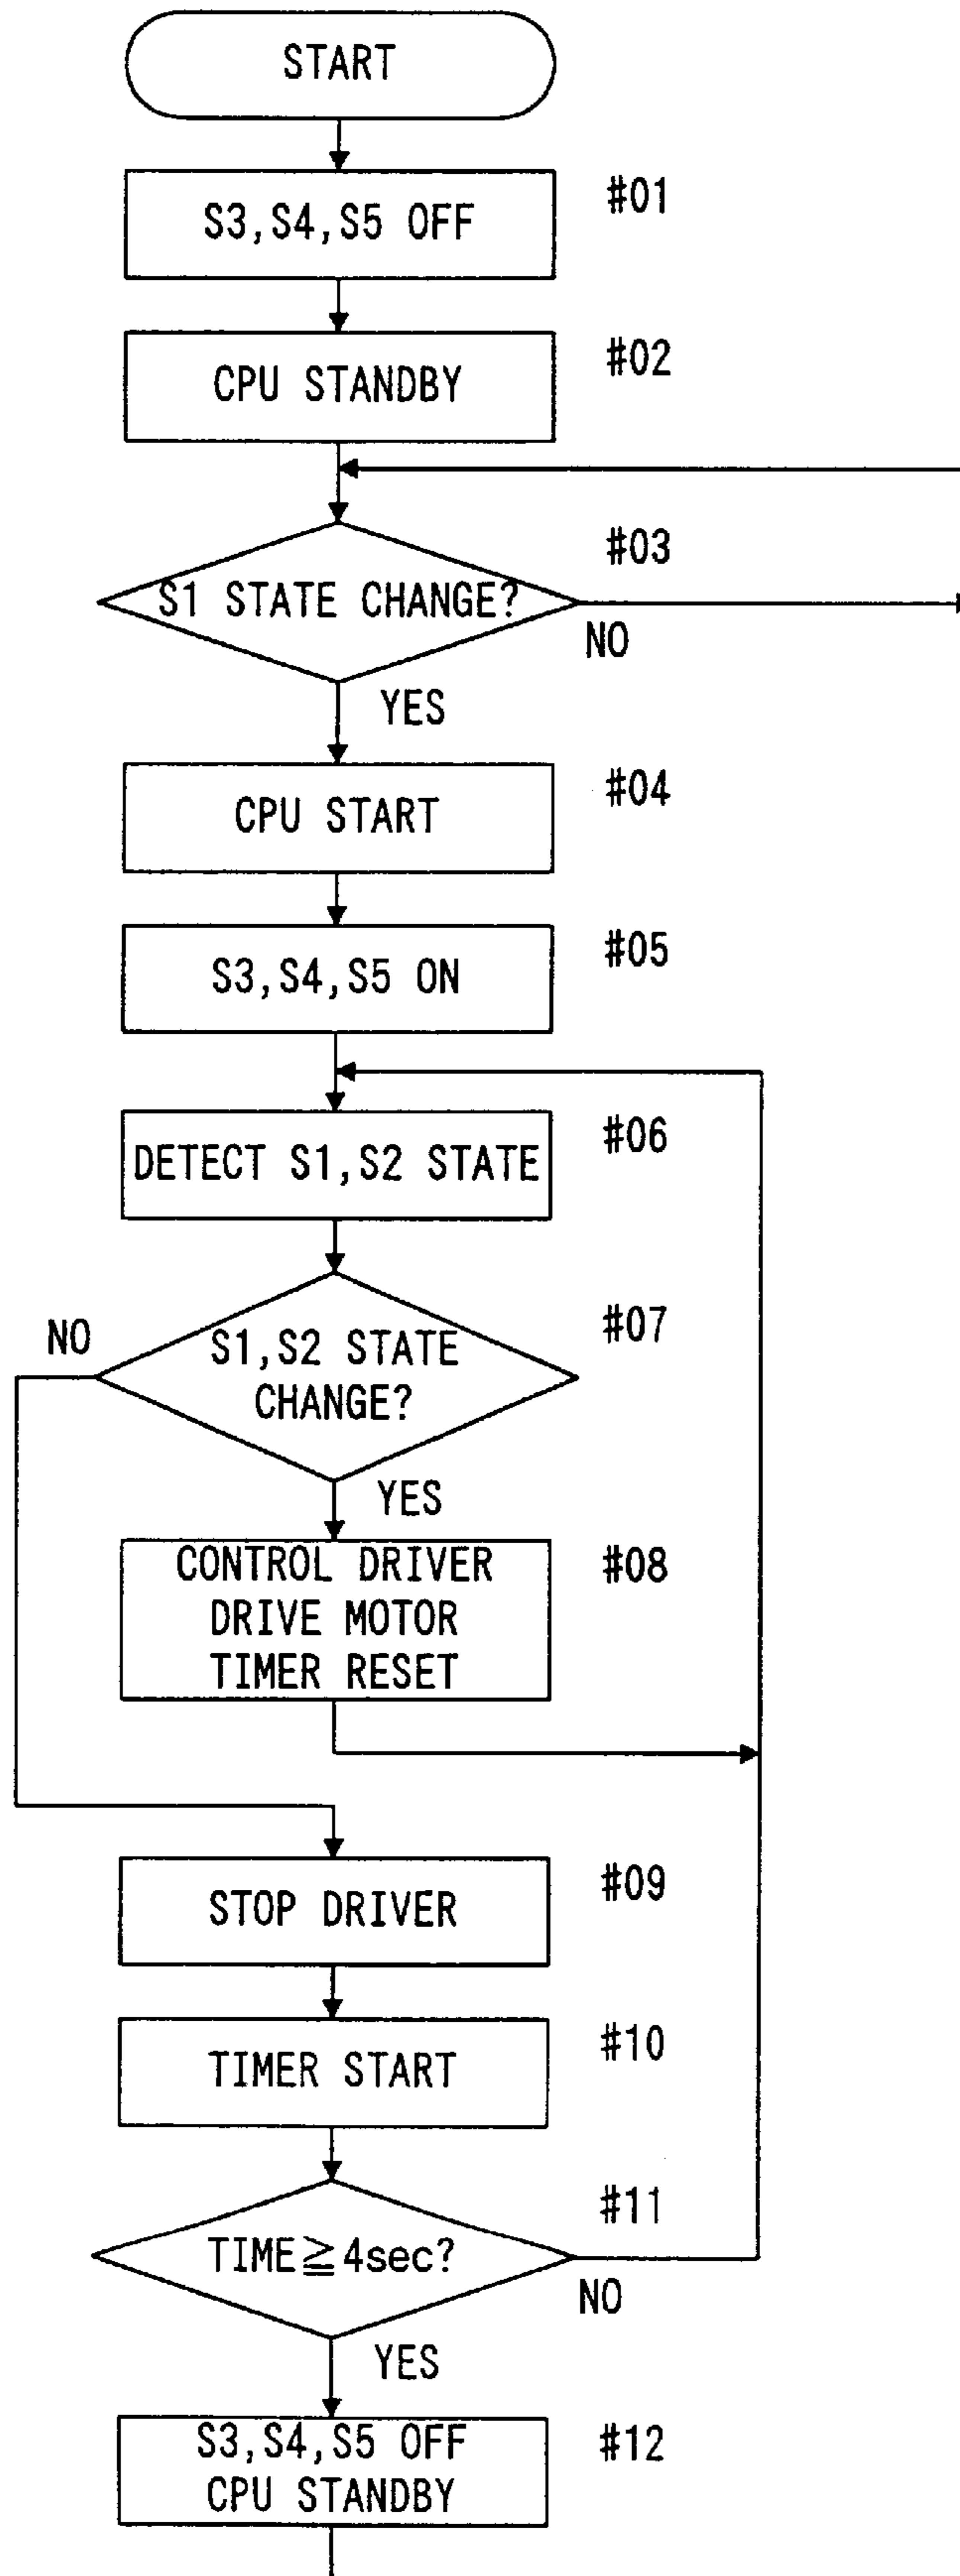 START
S3,S4,S5 OFF
#01
CPU STANDBY
#02
S1 STATE CHANGE?
#03
NO
YES
CPU START
#04
S3,S4,S5 ON
#05
DETECT S1,S2 STATE
#06
NO
S1,S2 STATE
CHANGE?
#07
YES
CONTROL DRIVER
DRIVE MOTOR
TIMER RESET
#08
STOP DRIVER
#09
TIMER START
#10
TIME≧4sec?
#11
NO
YES
S3,S4,S5 OFF
CPU STANDBY
#12